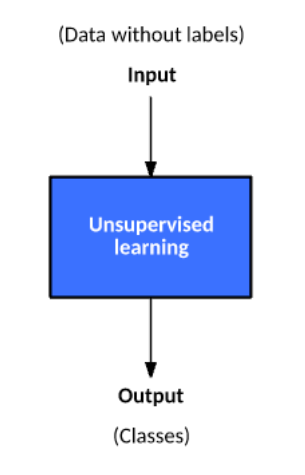 (Data without labels)
Input
Unsupervised
learning
Output
(Classes)